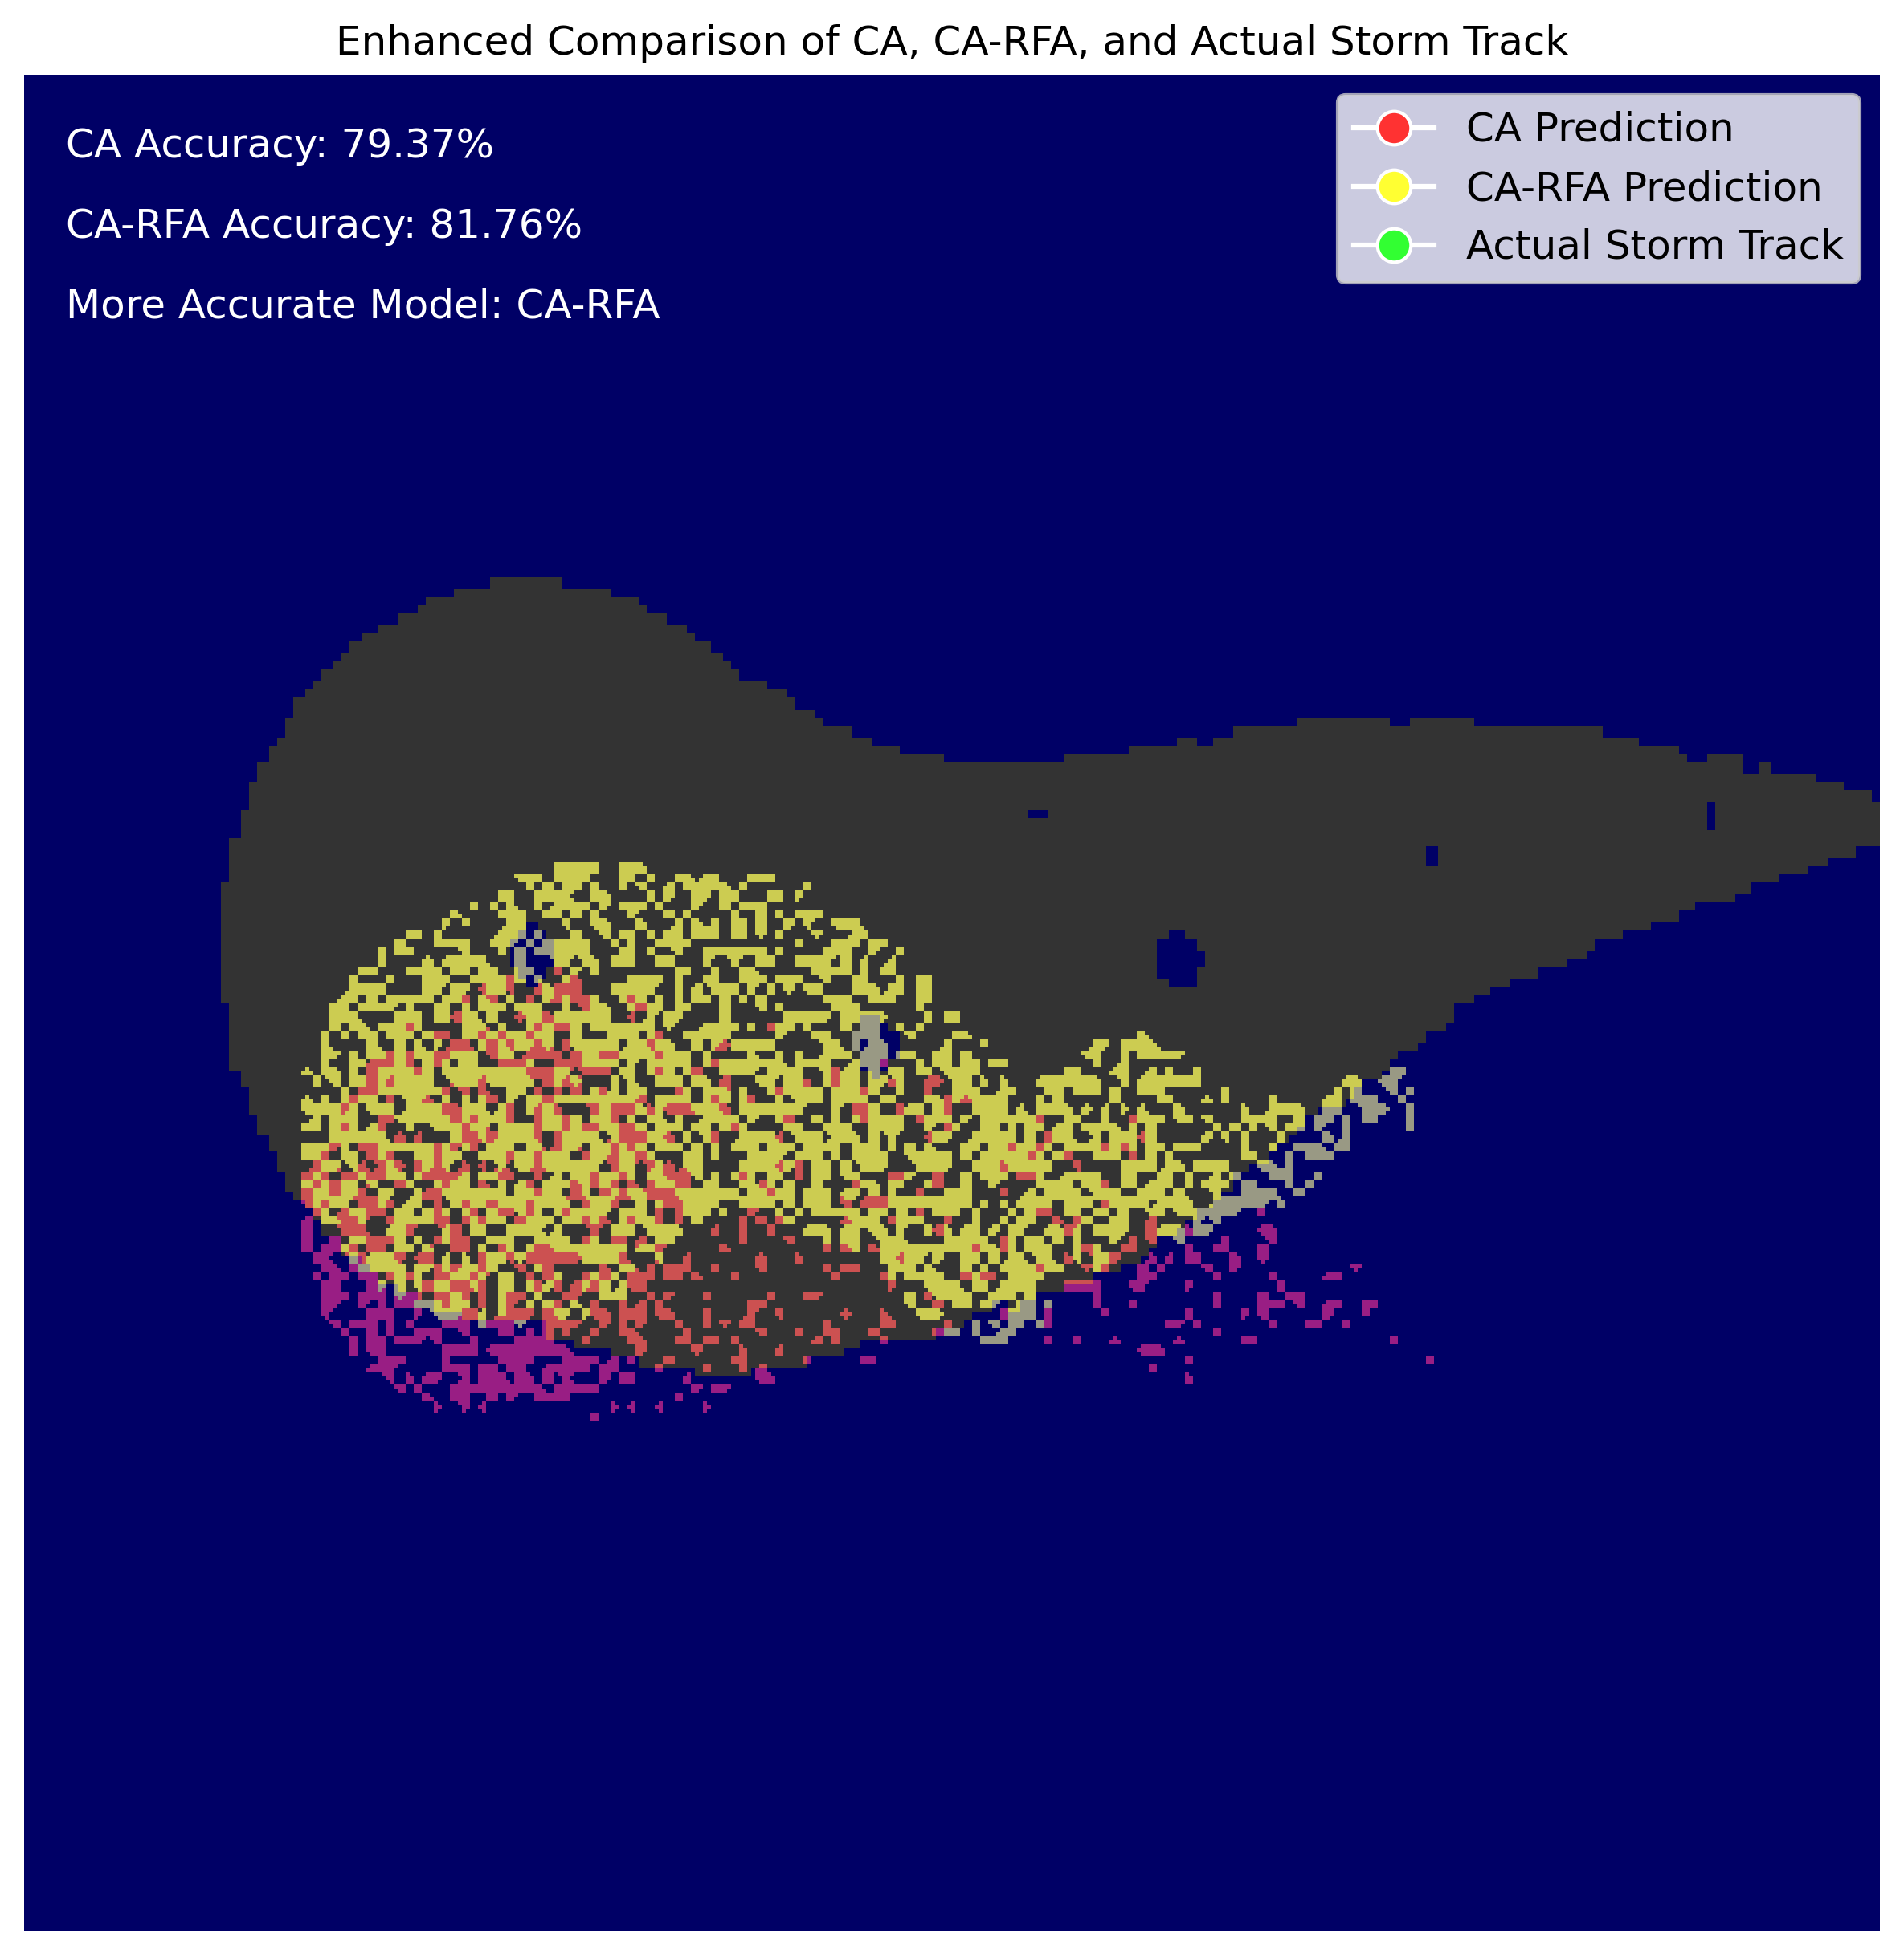 Enhanced Comparison of CA, CA-RFA, and Actual Storm Track
CA Accuracy: 79.37%
CA-RFA Accuracy: 81.76%
More Accurate Model: CA-RFA
CA Prediction
CA-RFA Prediction
Actual Storm Track